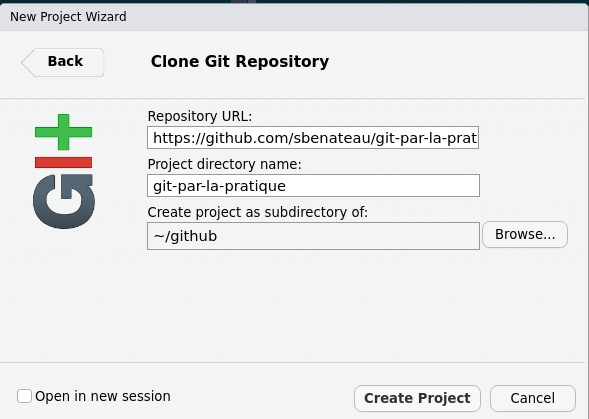 New Project Wizard
Back
Clone Git Repository
Repository URL:
https://github.com/sbenateau/git-par-la-prat
Project directory name:
git-par-la-pratique
Create project as subdirectory of:
~/github
Browse...
Git
Open in new session
Create Project
Cancel